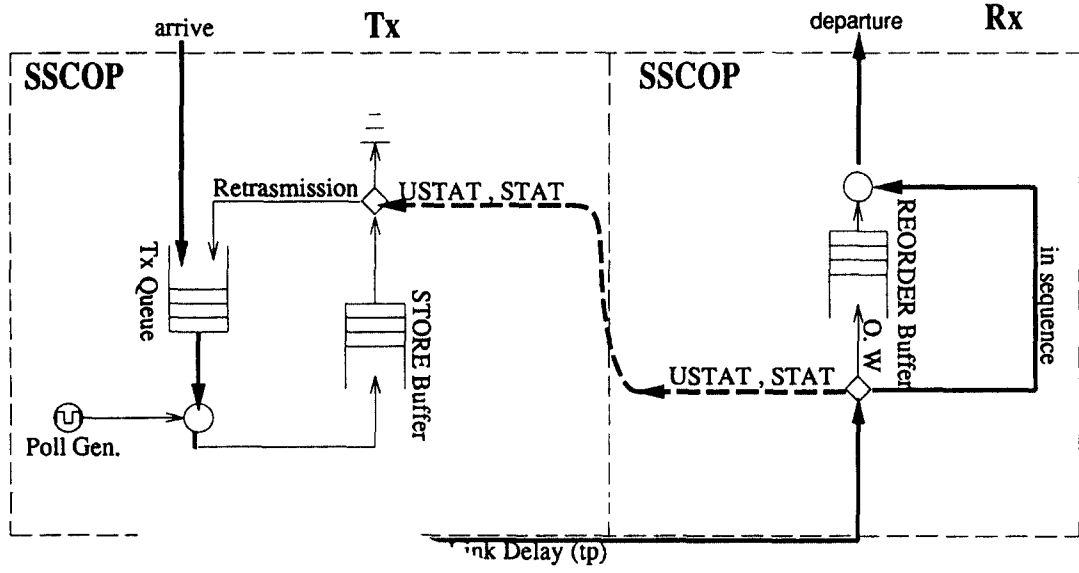 arrive
Tx
departure
Rx
SSCOP
SSCOP
Retrasmission
USTAT , STAT
Tx Queue
STORE Buffer
REORDER Buffer
in sequence
O. W
USTAT , STAT
Poll Gen.
Delay (tp)